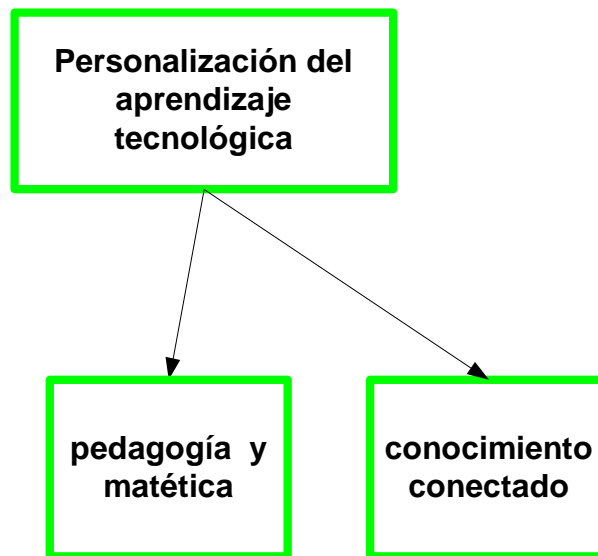 Personalización del
aprendizaje
tecnológica
pedagogía y
matética
conocimiento
conectado